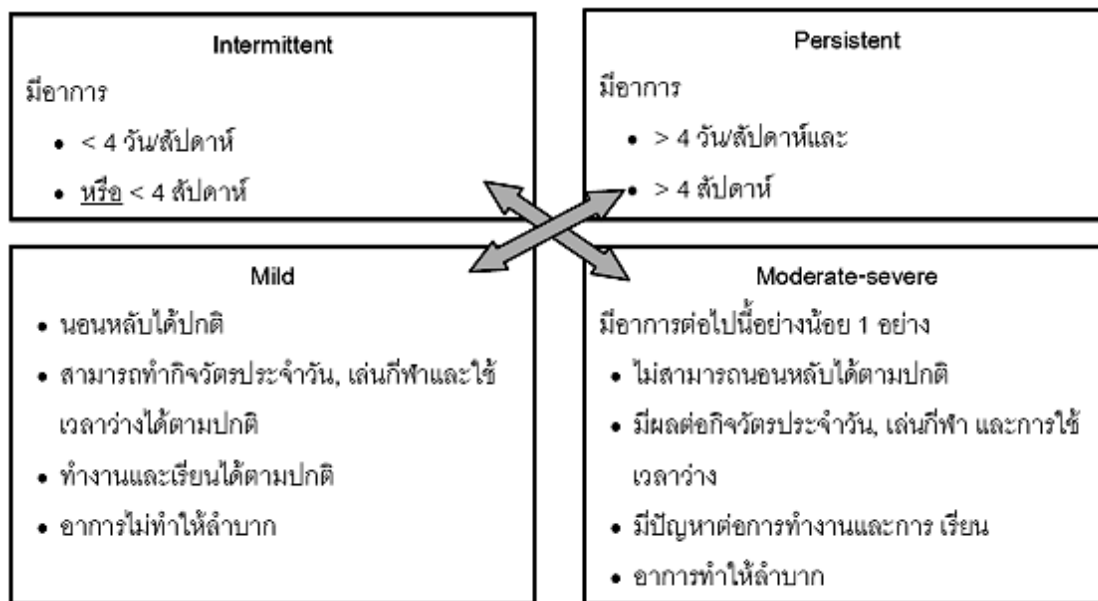 Intermittent
มีอาการ
• < 4 วัน/สัปดาห์
• หรือ < 4 สัปดาห์
Persistent
มีอาการ
• > 4 วัน/สัปดาห์และ
• > 4 สัปดาห์
Mild
• นอนหลับได้ปกติ
• สามารถทำกิจวัตรประจำวัน, เล่นกีฬาและใช้
เวลาว่างได้ตามปกติ
• ทำงานและเรียนได้ตามปกติ
• อาการไม่ทำให้ลำบาก
Moderate-severe
มีอาการต่อไปนี้อย่างน้อย 1 อย่าง
• ไม่สามารถนอนหลับได้ตามปกติ
• มีผลต่อกิจวัตรประจำวัน, เล่นกีฬา และการใช้
เวลาว่าง
• มีปัญหาต่อการทำงานและการ เรียน
• อาการทำให้ลำบาก